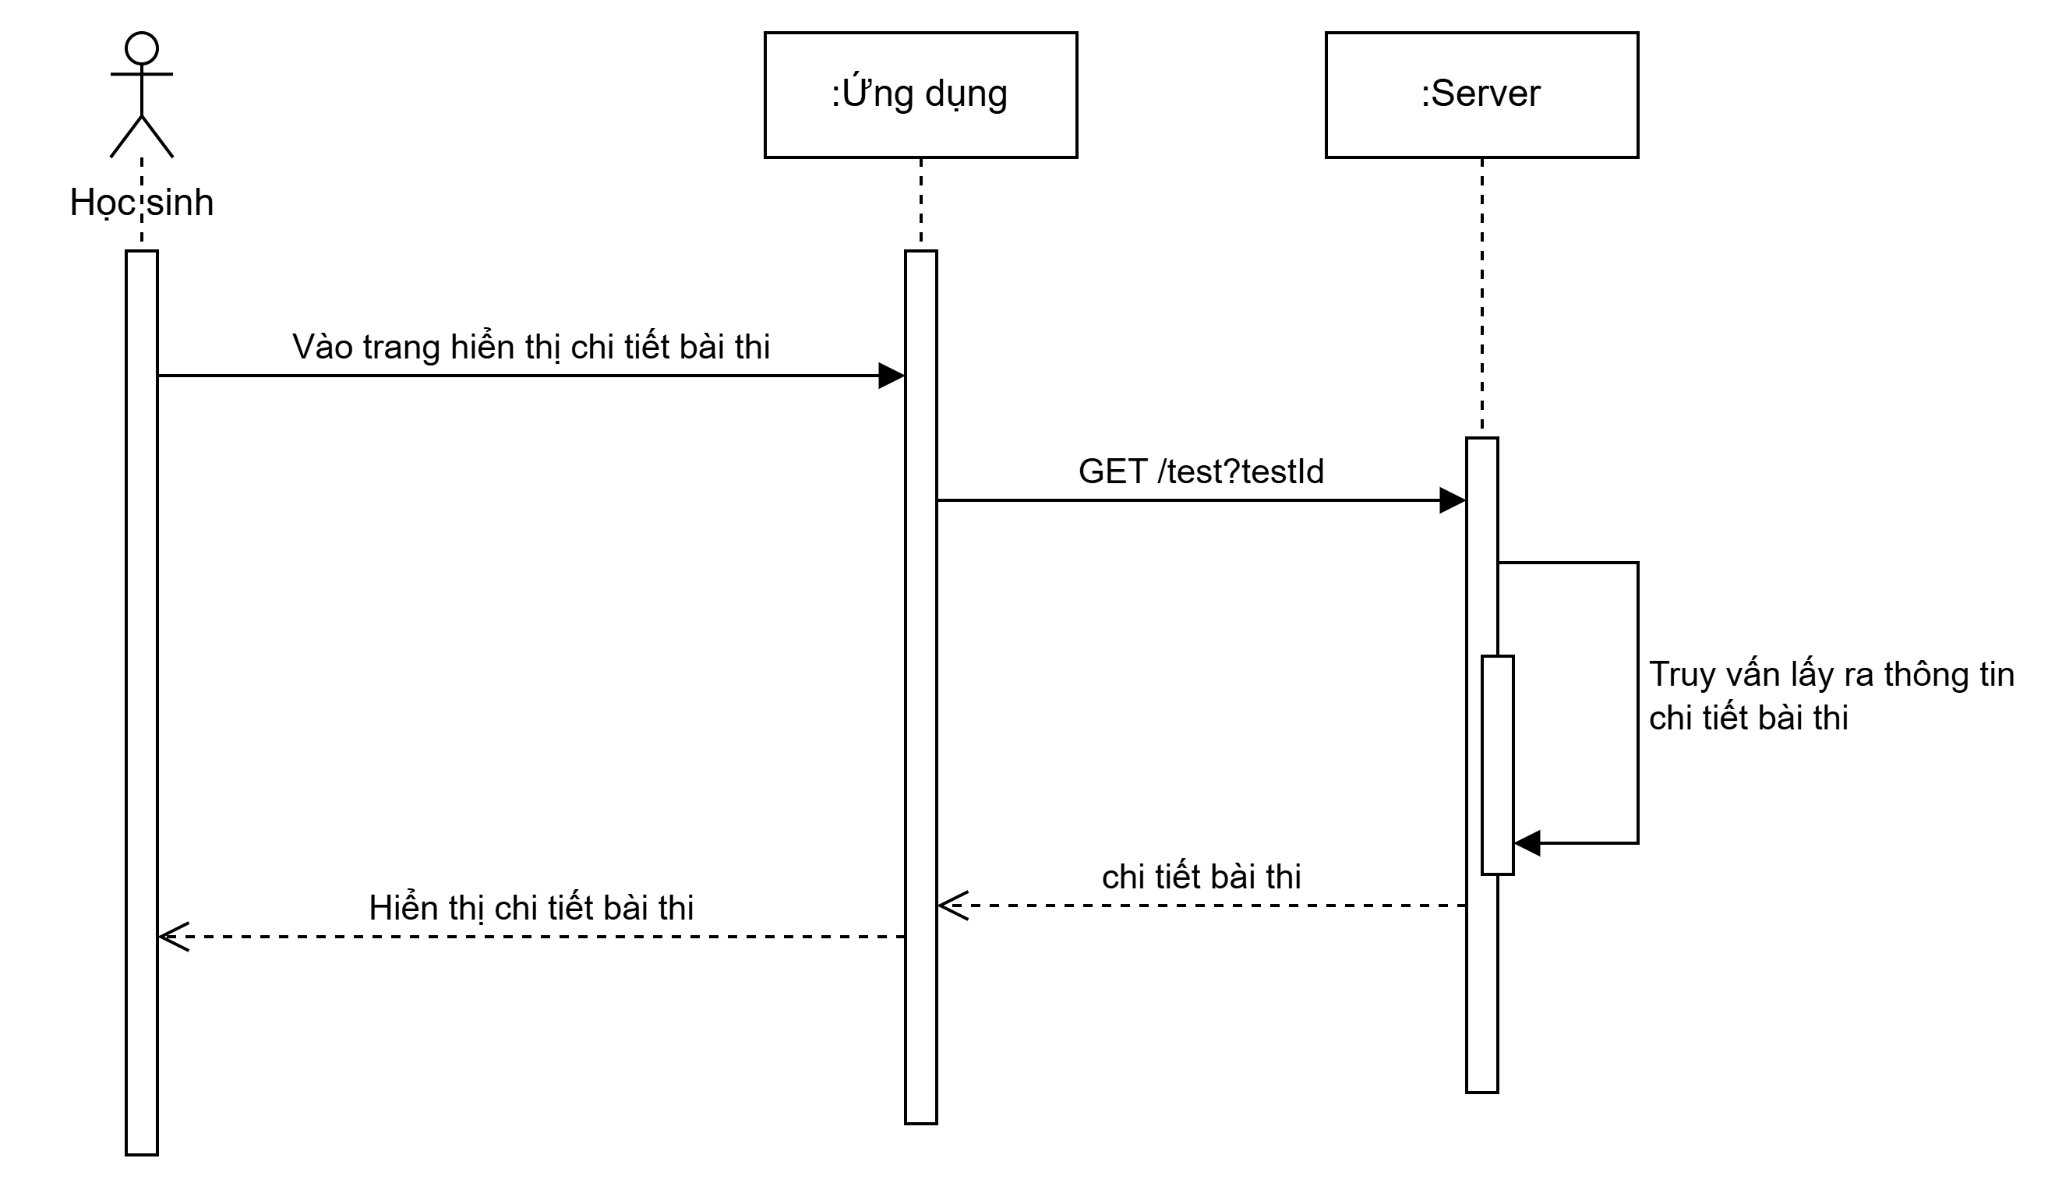 :Ứng dụng
:Server
Học sinh
Vào trang hiển thị chi tiết bài thi
GET /test?testId
Truy vấn lấy ra thông tin
chi tiết bài thi
chi tiết bài thi
Hiển thị chi tiết bài thi